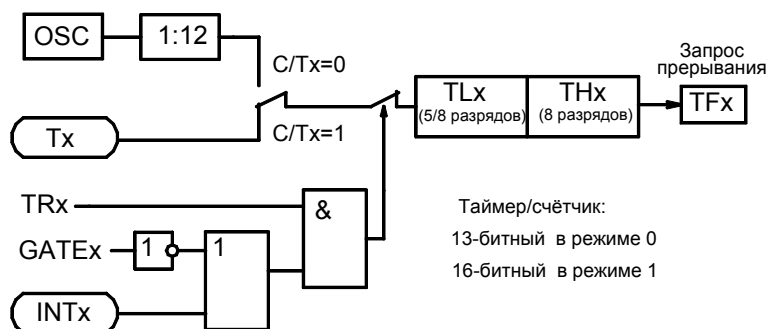 OSC
1:12
C/Tx=0
C/Tx=1
Tx
TLx
(5/8 разрядов)
THx
(8 разрядов)
Запрос
прерывания
TFx
TRx
&
GATEx
1
1
INTx
Таймер/счётчик:
13-битный в режиме 0
16-битный в режиме 1